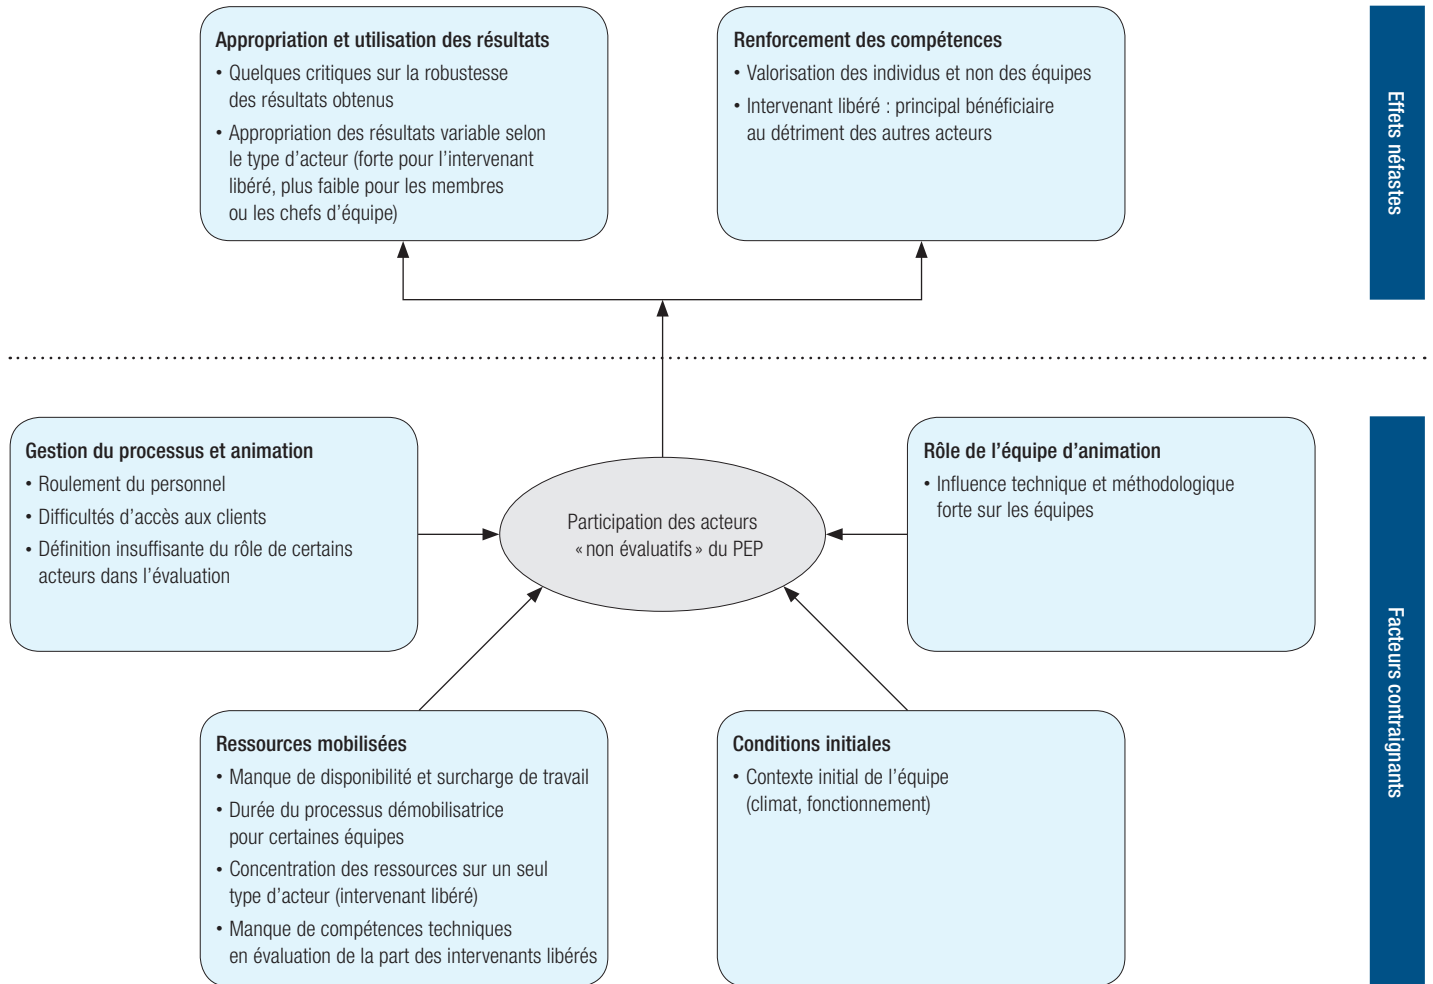 Appropriation et utilisation des résultats
• Quelques critiques sur la robustesse
des résultats obtenus
• Appropriation des résultats variable selon
le type d’acteur (forte pour l’intervenant
libéré, plus faible pour les membres
ou les chefs d’équipe)
Renforcement des compétences
• Valorisation des individus et non des équipes
• Intervenant libéré : principal bénéficiaire
au détriment des autres acteurs
Effets néfastes
Gestion du processus et animation
• Roulement du personnel
• Difficultés d’accès aux clients
• Définition insuffisante du rôle de certains
acteurs dans l’évaluation
Participation des acteurs
« non évaluatifs » du PEP
Rôle de l’équipe d’animation
• Influence technique et méthodologique
forte sur les équipes
Ressources mobilisées
• Manque de disponibilité et surcharge de travail
• Durée du processus démobilisatrice
pour certaines équipes
• Concentration des ressources sur un seul
type d’acteur (intervenant libéré)
• Manque de compétences techniques
en évaluation de la part des intervenants libérés
Conditions initiales
• Contexte initial de l’équipe
(climat, fonctionnement)
Facteurs contraignants